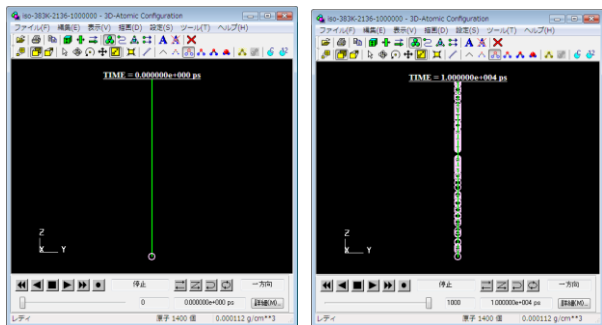 iso-383K-2136-1000000 - 3D-Atomic Configuration
ファイル(F) 編集(E) 表示(V) 描画(D) 設定(S) ツール(T) ヘルプ(H)
TIME = 0.000000e+000 ps
Z
X Y
停止
一方向
0
0.000000e+000 ps
詳細(M)...
レディ
原子 1400 個
0.000112 g/cm**3
iso-383K-2136-1000000 - 3D-Atomic Configuration
ファイル(F) 編集(E) 表示(V) 描画(D) 設定(S) ツール(T) ヘルプ(H)
TIME = 1.000000e+004 ps
Z
X Y
停止
一方向
1000
1.000000e+004 ps
詳細(M)...
レディ
原子 1400 個
0.000112 g/cm**3